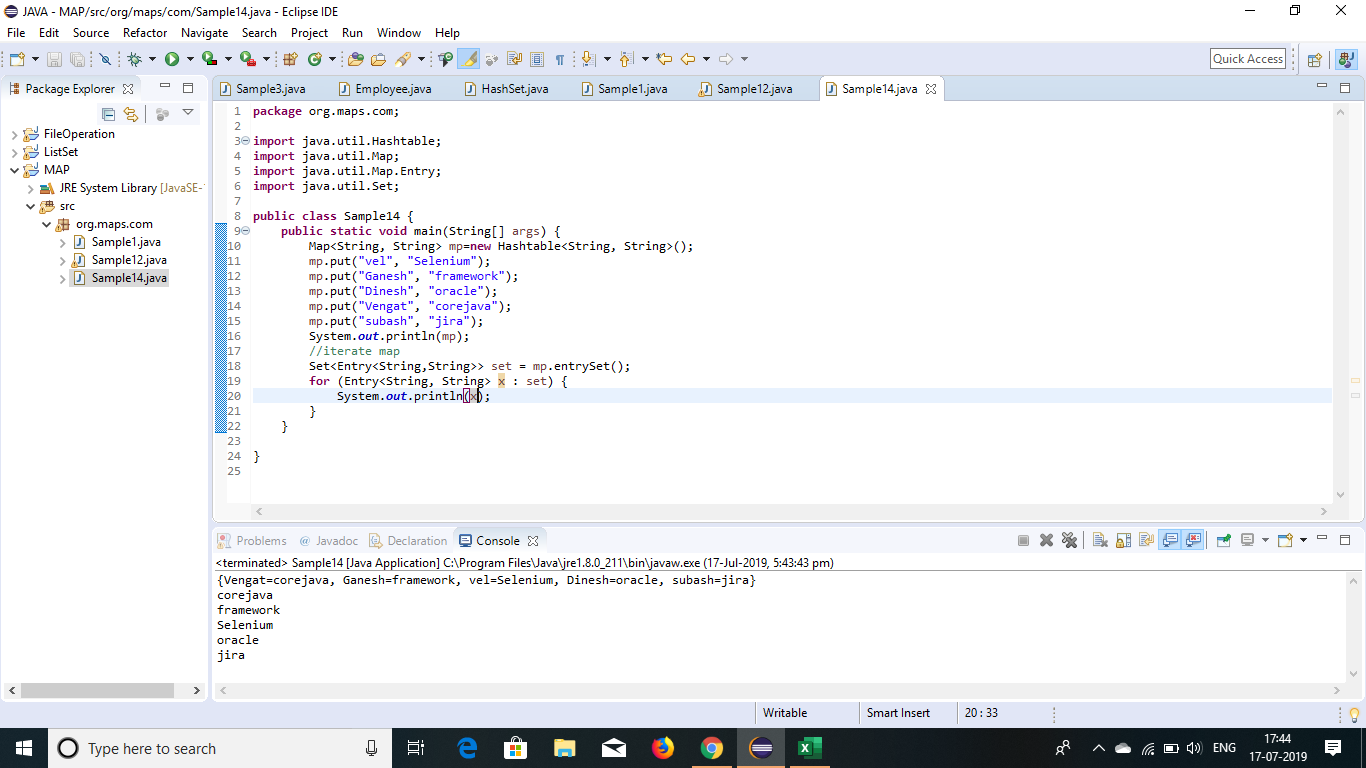 JAVA - MAP/src/org/maps/com/Sample14.java - Eclipse IDE
File Edit Source Refactor Navigate Search Project Run Window Help
Quick Access
Package Explorer
FileOperation
ListSet
MAP
JRE System Library [JavaSE-
src
org.maps.com
Sample1.java
Sample12.java
Sample14.java
Sample3.java Employee.java HashSet.java Sample1.java Sample12.java Sample14.java
1 package org.maps.com;
2
3 import java.util.Hashtable;
4 import java.util.Map;
5 import java.util.Map.Entry;
6 import java.util.Set;
7
8 public class Sample14 {
9 public static void main(String[] args) {
10 Map<String, String> mp=new Hashtable<String, String>();
11 mp.put("vel", "Selenium");
12 mp.put("Ganesh", "framework");
13 mp.put("Dinesh", "oracle");
14 mp.put("Vengat", "corejava");
15 mp.put("subash", "jira");
16 System.out.println(mp);
17 //iterate map
18 Set<Entry<String,String>> set = mp.entrySet();
19 for (Entry<String, String> x : set) {
20 System.out.println(x);
21 }
22 }
23
24 }
25
Problems @ Javadoc Declaration Console
<terminated> Sample14 [Java Application] C:\Program Files\Java\jre1.8.0_211\bin\javaw.exe (17-Jul-2019, 5:43:43 pm)
{Vengat=corejava, Ganesh=framework, vel=Selenium, Dinesh=oracle, subash=jira}
corejava
framework
Selenium
oracle
jira
Writable Smart Insert 20 : 33
Type here to search
ENG
17:44
17-07-2019